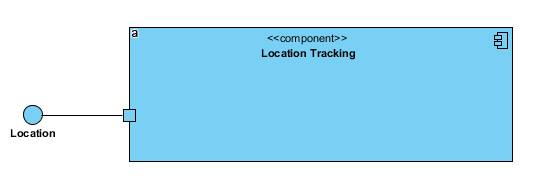 a
<<component>>
Location Tracking
Location